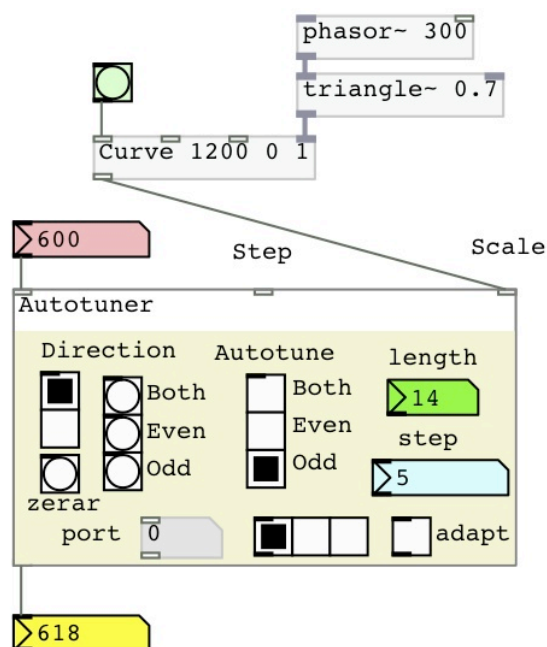 phasor~ 300
triangle~ 0.7
Curve 1200 0 1
600
Step
Scale
Autotuner
Direction
Autotune
length
Both
Both
14
Even
Even
step
Odd
Odd
5
zerar
port
0
adapt
618